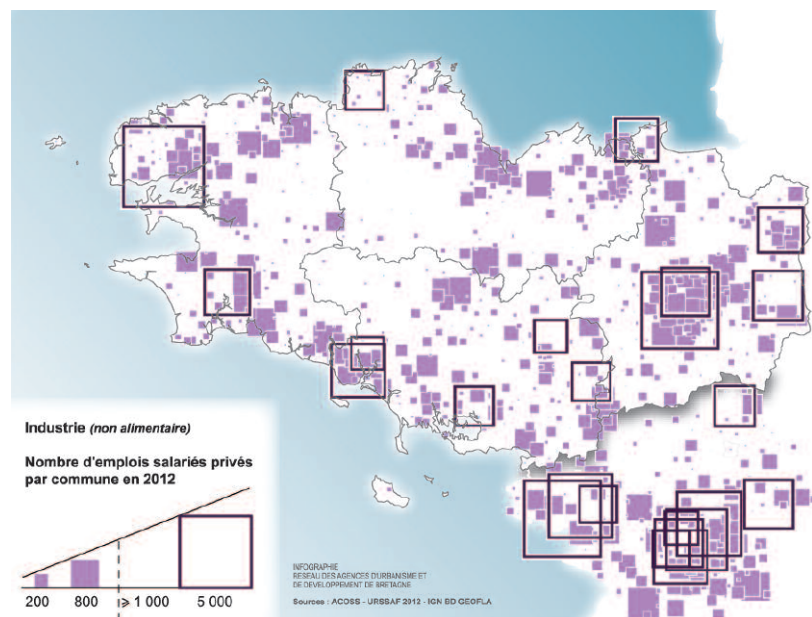 Industrie (non alimentaire)
Nombre d'emplois salariés privés
par commune en 2012
200 800 ⩾ 1 000 5 000
INFOGRAPHIE
RESEAU DES AGENCES D'URBANISME ET
DE DEVELOPPEMENT DE BRETAGNE
Sources : ACOSS - URSSAF 2012 - IGN BD GEOFLA